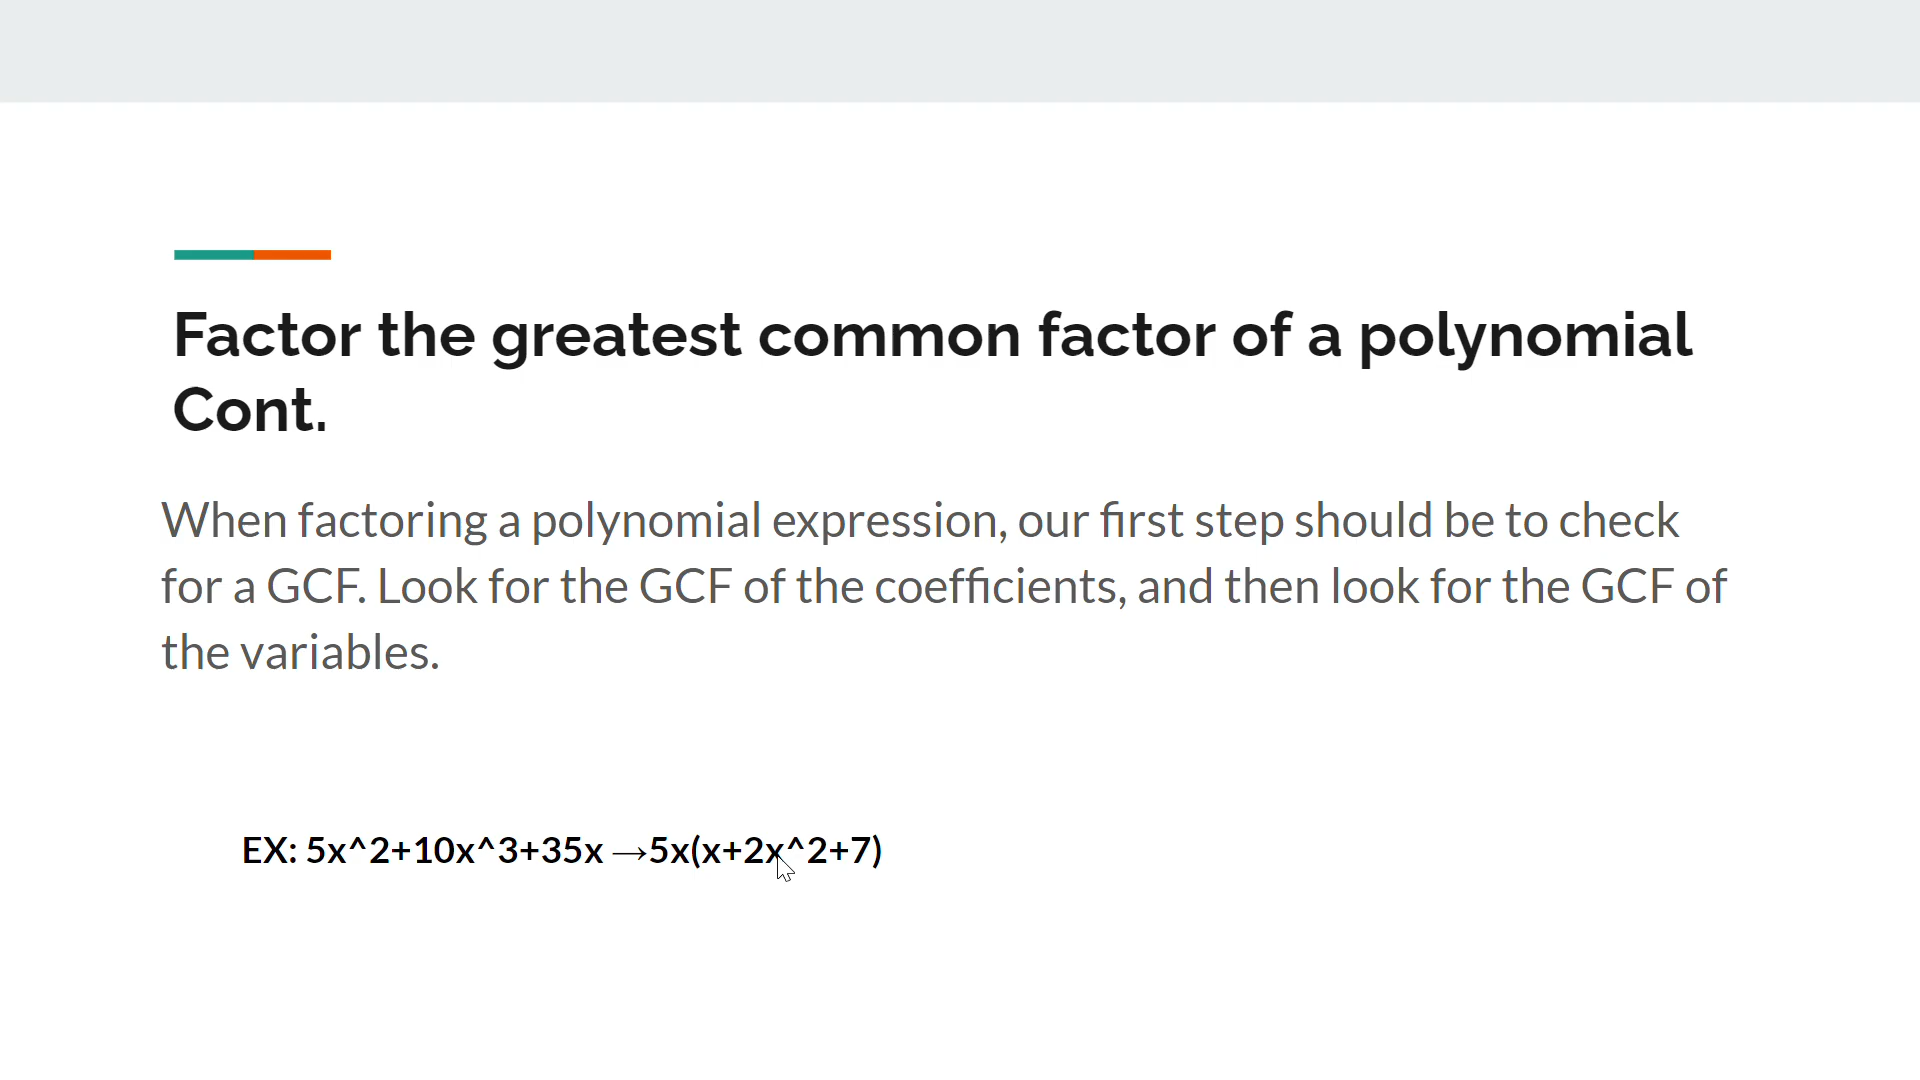 Factor the greatest common factor of a polynomial
Cont.
When factoring a polynomial expression, our first step should be to check
for a GCF. Look for the GCF of the coefficients, and then look for the GCF of
the variables.
EX: 5x^2+10x^3+35x →5x(x+2x^2+7)